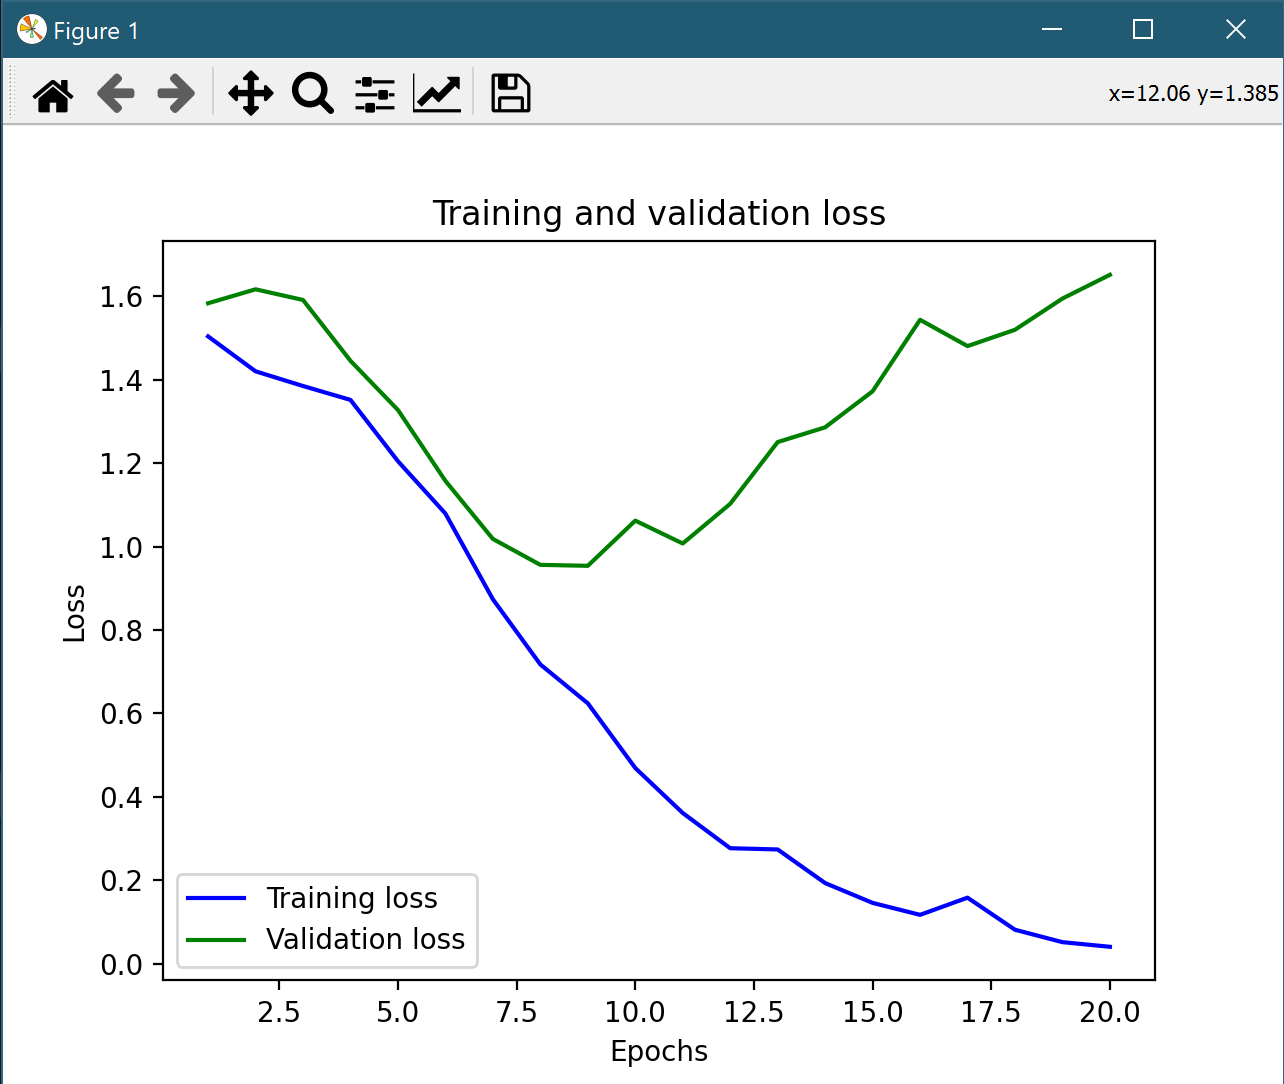 Figure 1
x=12.06 y=1.385
Training and validation loss
1.6
1.4
1.2
1.0
0.8
0.6
0.4
0.2
0.0
Loss
Training loss
Validation loss
2.5 5.0 7.5 10.0 12.5 15.0 17.5 20.0
Epochs